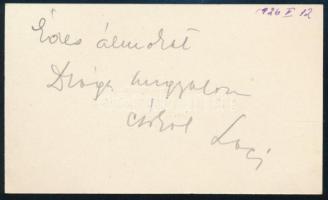 1926 X 12
Édes álmokat
Drága angyalom
csókol Laci